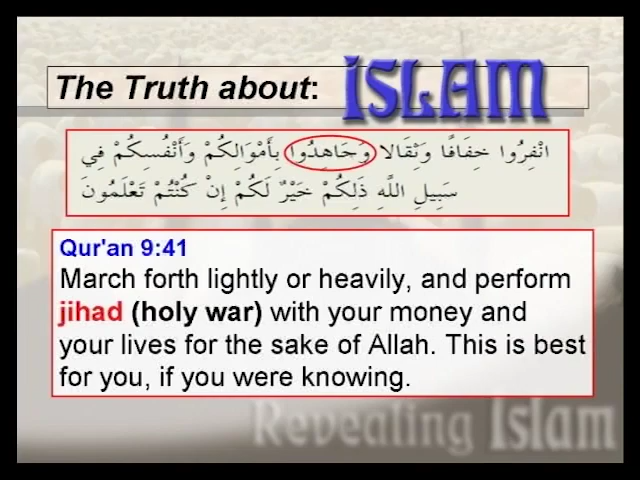 The Truth about: ISLAM
انْفِرُوا خِفَافًا وَثِقَالا وَجَاهِدُوا بِأَمْوَالِكُمْ وَأَنْفُسِكُمْ فِي
سَبِيلِ اللَّهِ ذَلِكُمْ خَيْرٌ لَكُمْ إِنْ كُنْتُمْ تَعْلَمُونَ
Qur'an 9:41
March forth lightly or heavily, and perform
jihad (holy war) with your money and
your lives for the sake of Allah. This is best
for you, if you were knowing.
Revealing Islam